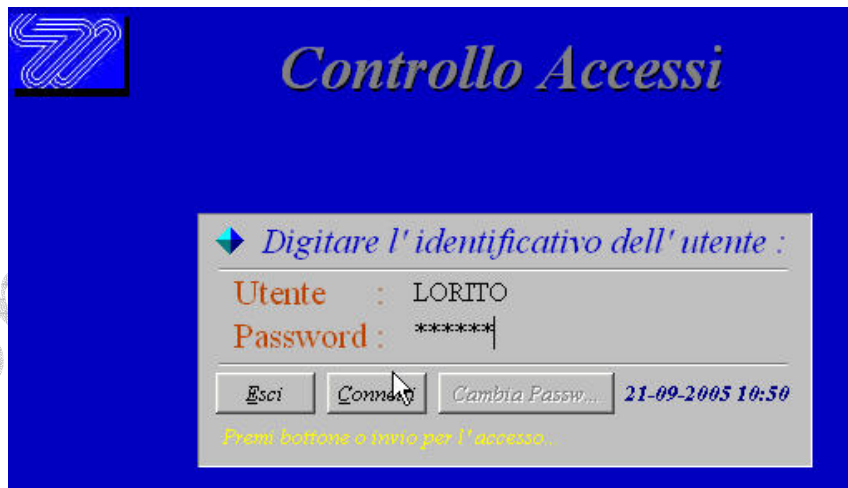 Controllo Accessi
Digitare l' identificativo dell' utente :
Utente : LORITO
Password : ******
Esci Connetti Cambia Passw... 21-09-2005 10:50
Premi bottone o invio per l'accesso...